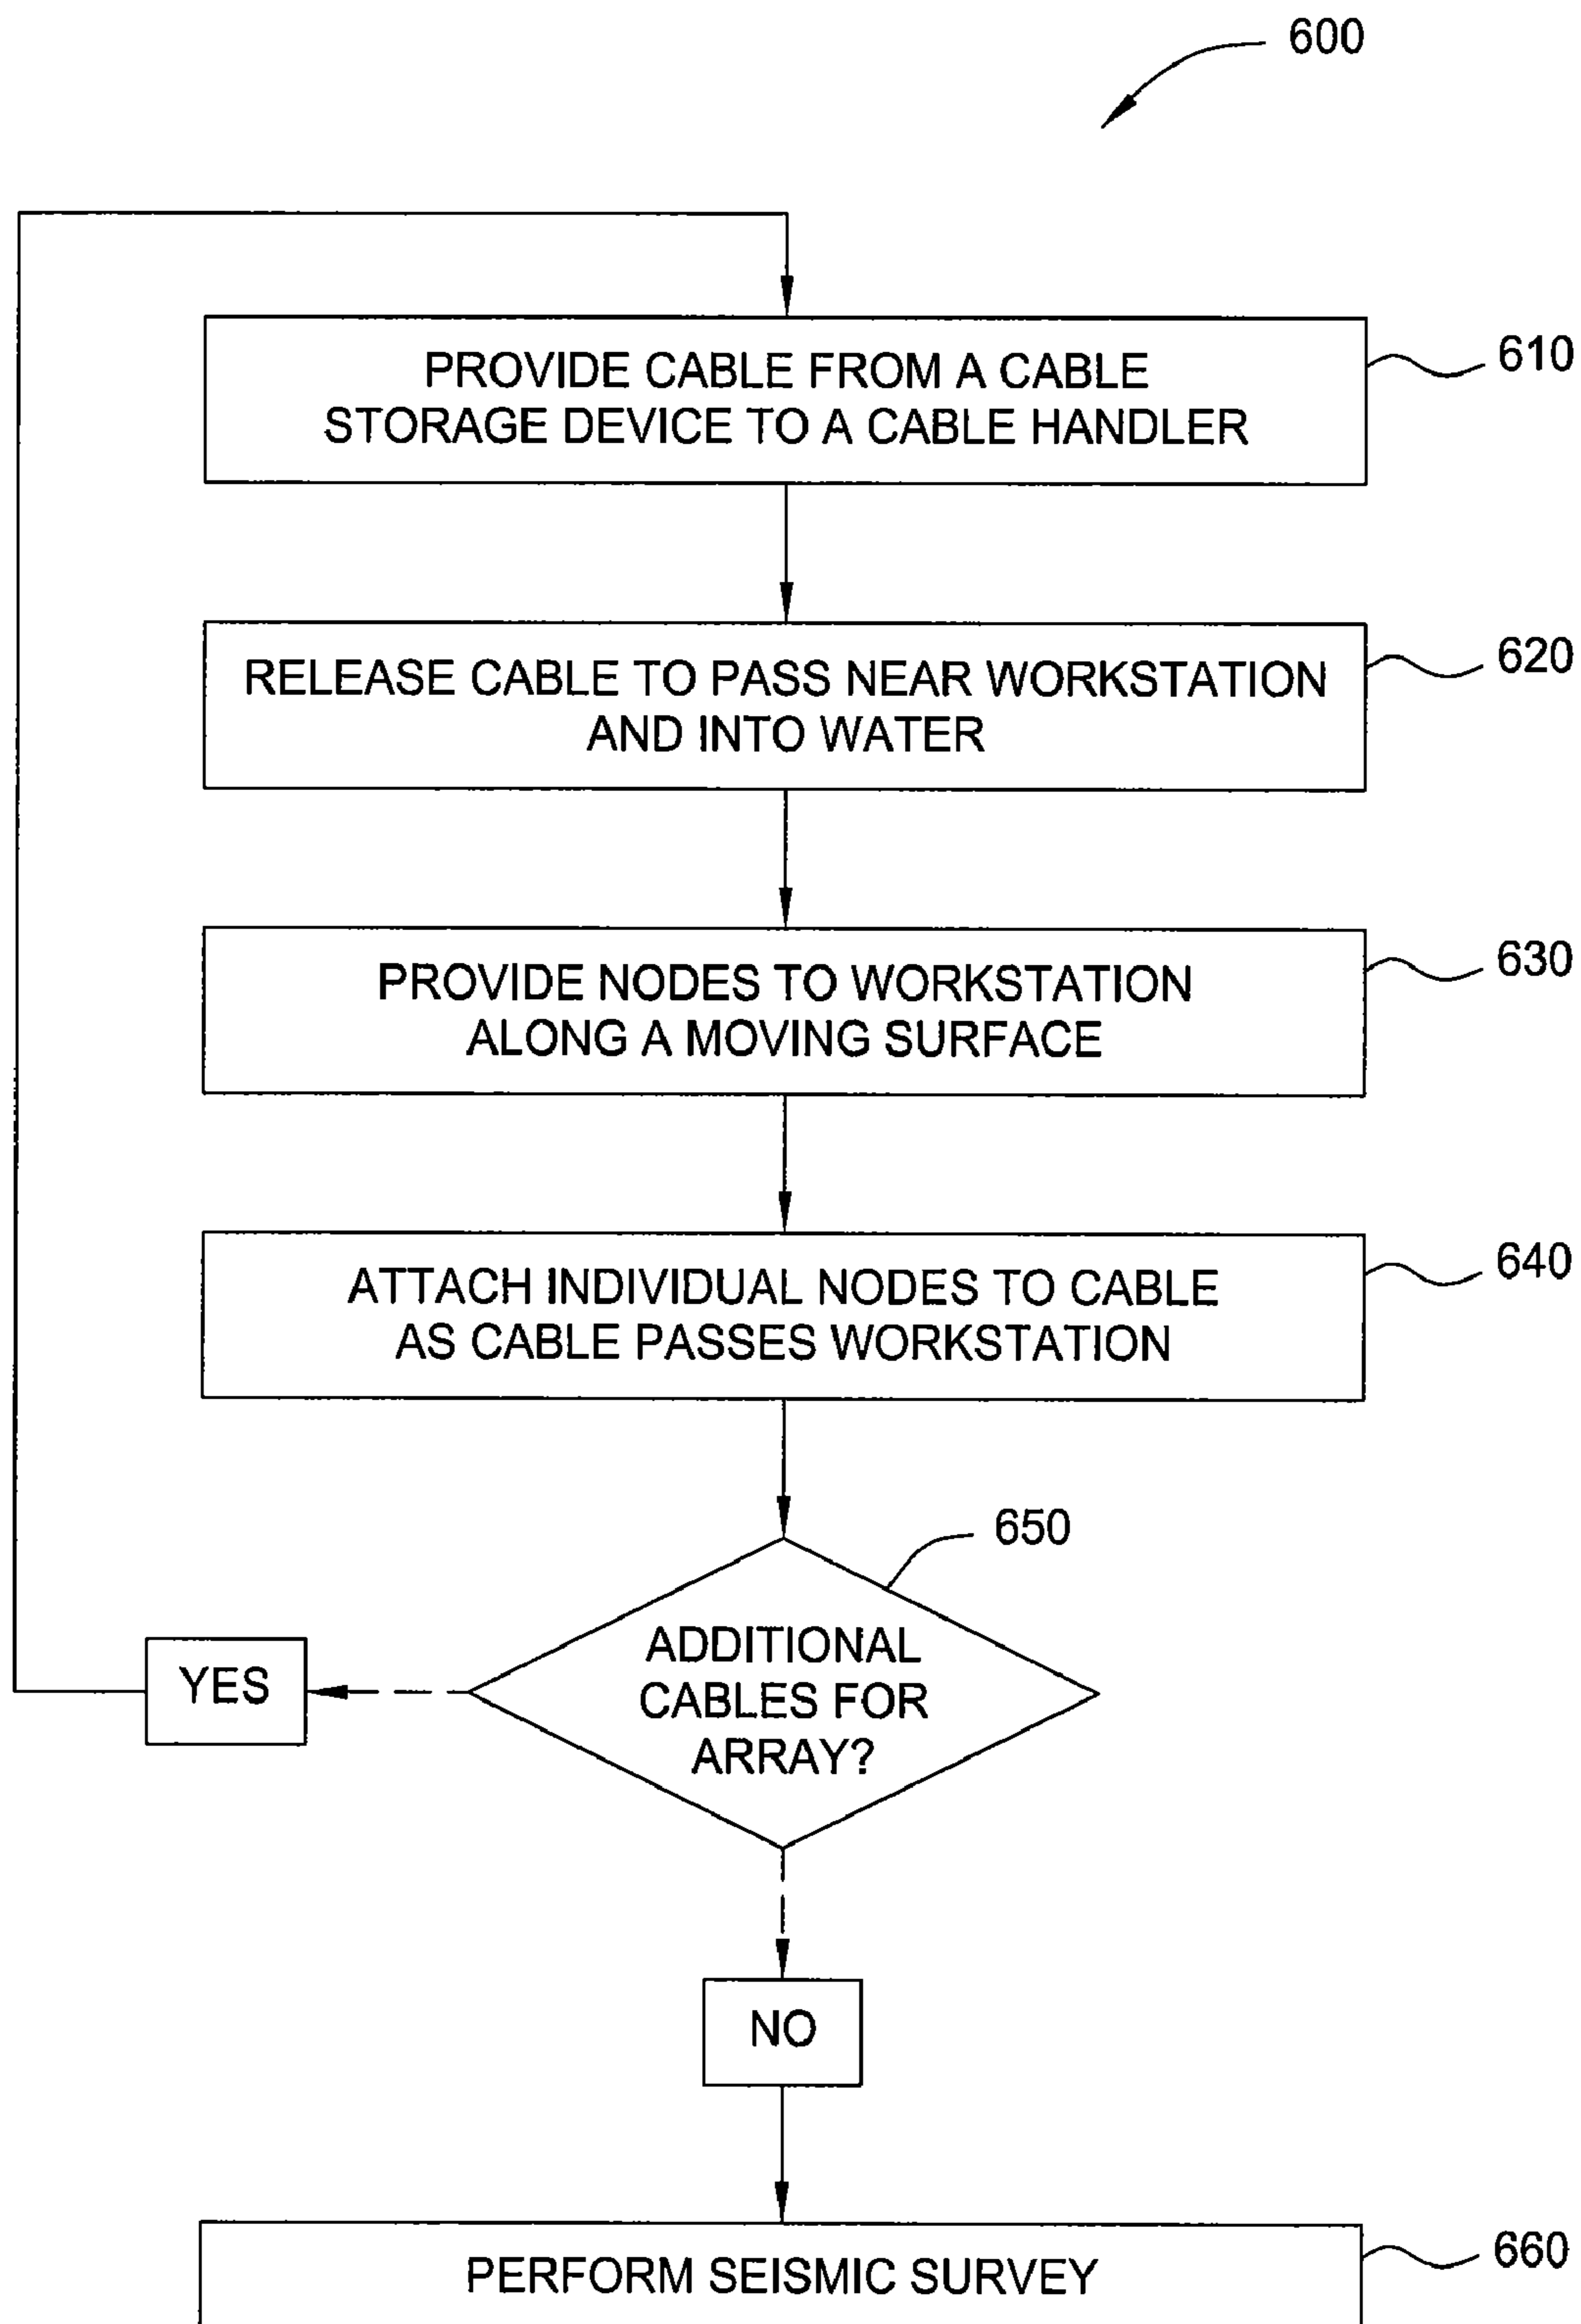 600
PROVIDE CABLE FROM A CABLE
STORAGE DEVICE TO A CABLE HANDLER
610
RELEASE CABLE TO PASS NEAR WORKSTATION
AND INTO WATER
620
PROVIDE NODES TO WORKSTATION
ALONG A MOVING SURFACE
630
ATTACH INDIVIDUAL NODES TO CABLE
AS CABLE PASSES WORKSTATION
640
650
ADDITIONAL
CABLES FOR
ARRAY?
YES
NO
PERFORM SEISMIC SURVEY
660